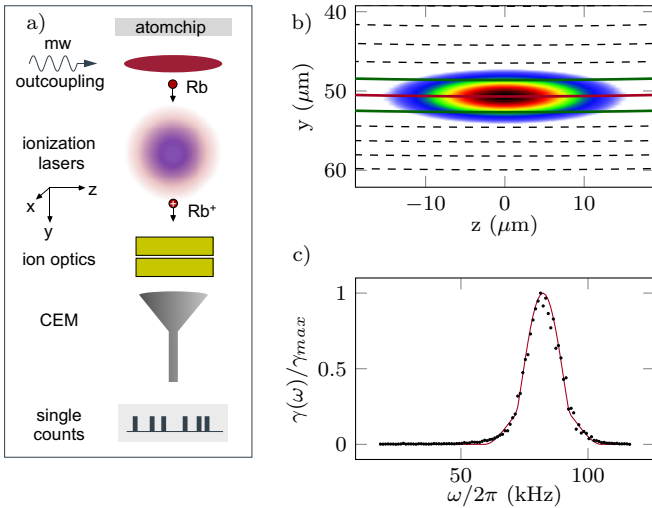 a)
atomchip
mw
outcoupling
Rb
ionization
lasers
z
x
y
Rb⁺
ion optics
CEM
single
counts
b)
40
50
60
y (μm)
−10 0 10
z (μm)
c)
1
0.5
0
γ(ω)/γmax
50 100
ω/2π (kHz)